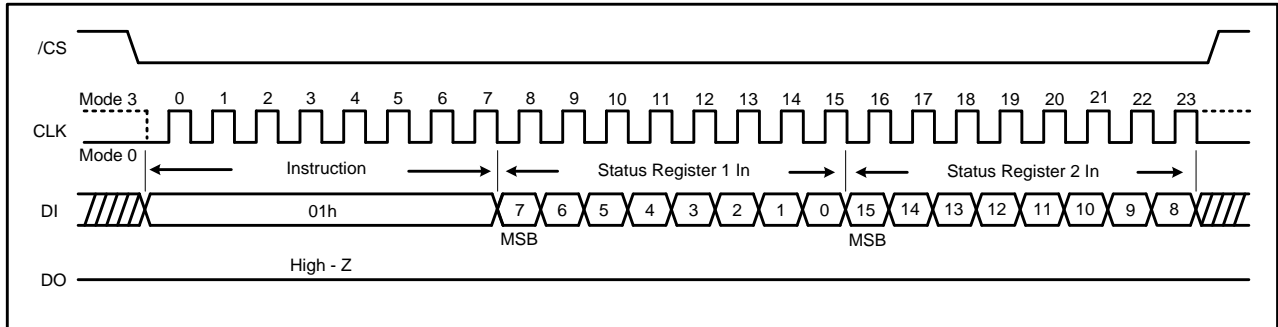 /CS
Mode 3 0 1 2 3 4 5 6 7 8 9 10 11 12 13 14 15 16 17 18 19 20 21 22 23
CLK
Mode 0
Instruction Status Register 1 In Status Register 2 In
DI 01h 7 6 5 4 3 2 1 0 15 14 13 12 11 10 9 8
MSB MSB
High - Z
DO